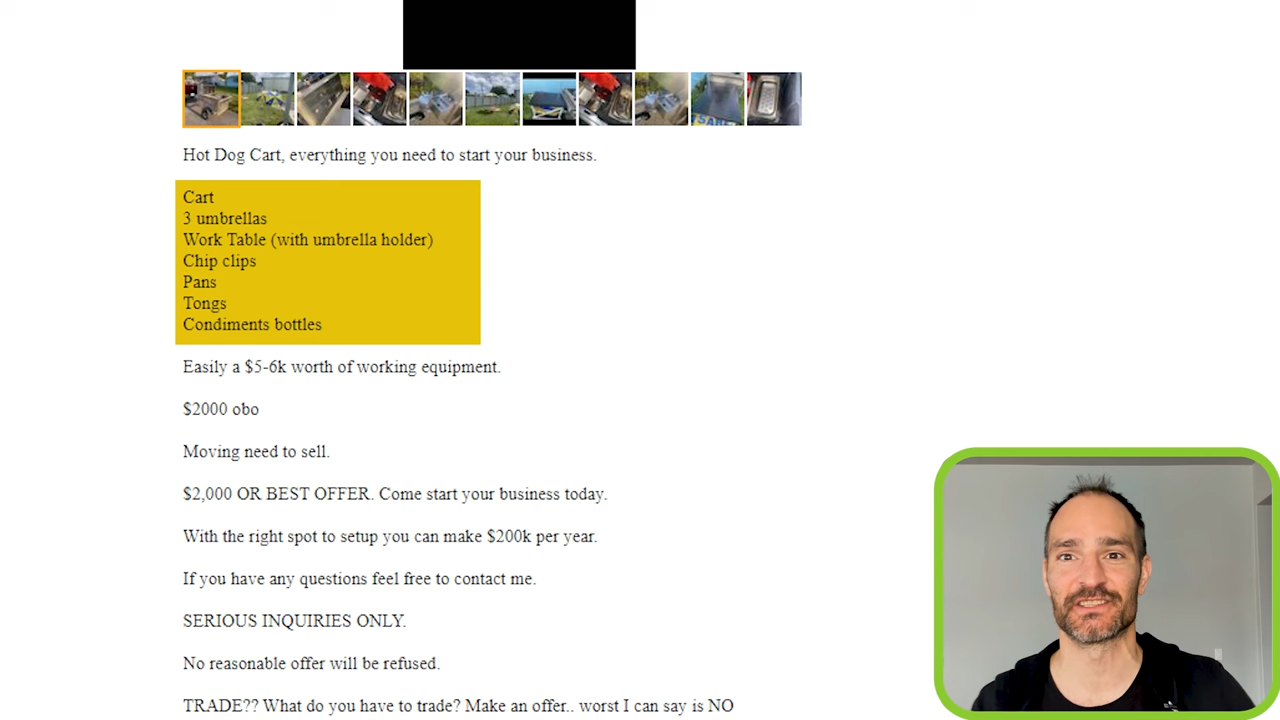 SABR
Hot Dog Cart, everything you need to start your business.
Cart
3 umbrellas
Work Table (with umbrella holder)
Chip clips
Pans
Tongs
Condiments bottles
Easily a $5-6k worth of working equipment.
$2000 obo
Moving need to sell.
$2,000 OR BEST OFFER. Come start your business today.
With the right spot to setup you can make $200k per year.
If you have any questions feel free to contact me.
SERIOUS INQUIRIES ONLY.
No reasonable offer will be refused.
TRADE?? What do you have to trade? Make an offer.. worst I can say is NO